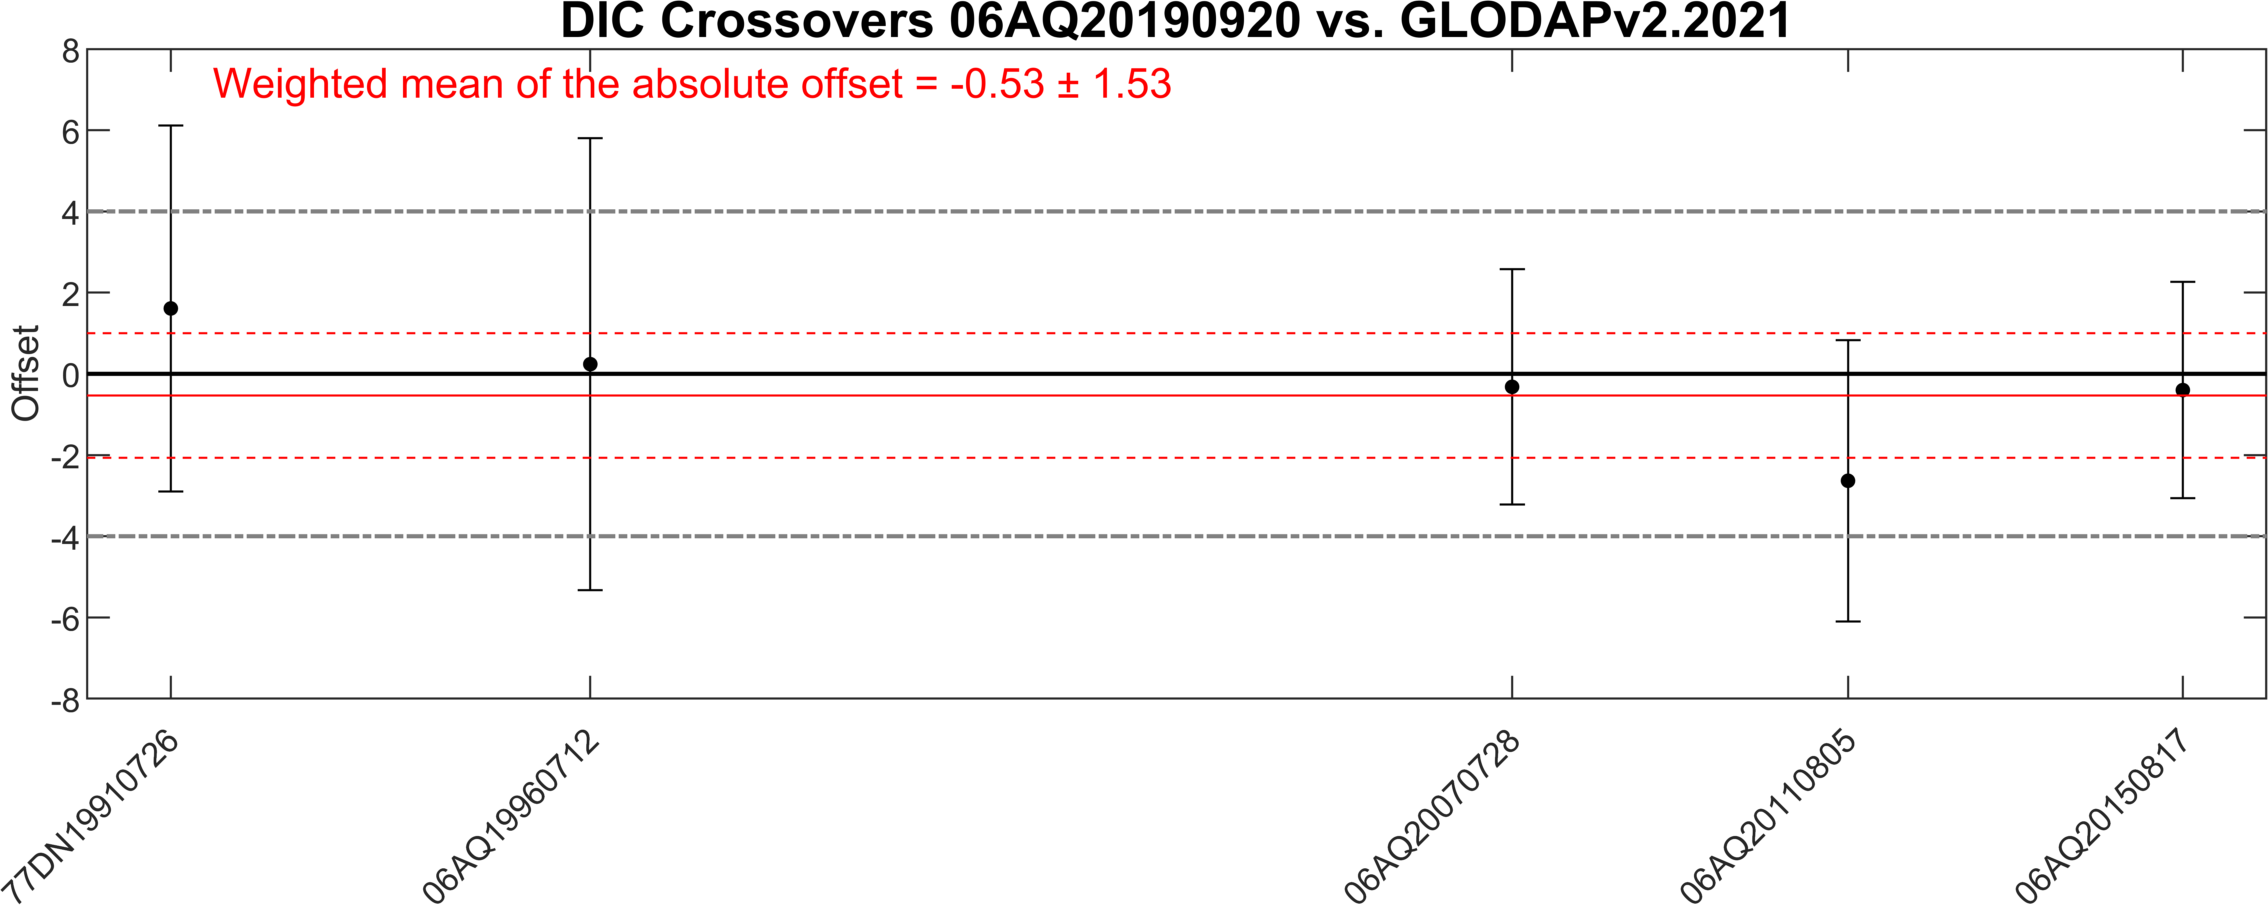 DIC Crossovers 06AQ20190920 vs. GLODAPv2.2021
Weighted mean of the absolute offset = -0.53 ± 1.53
Offset
8
6
4
2
0
-2
-4
-6
-8
77DN19910726
06AQ19960712
06AQ20070728
06AQ20110805
06AQ20150817